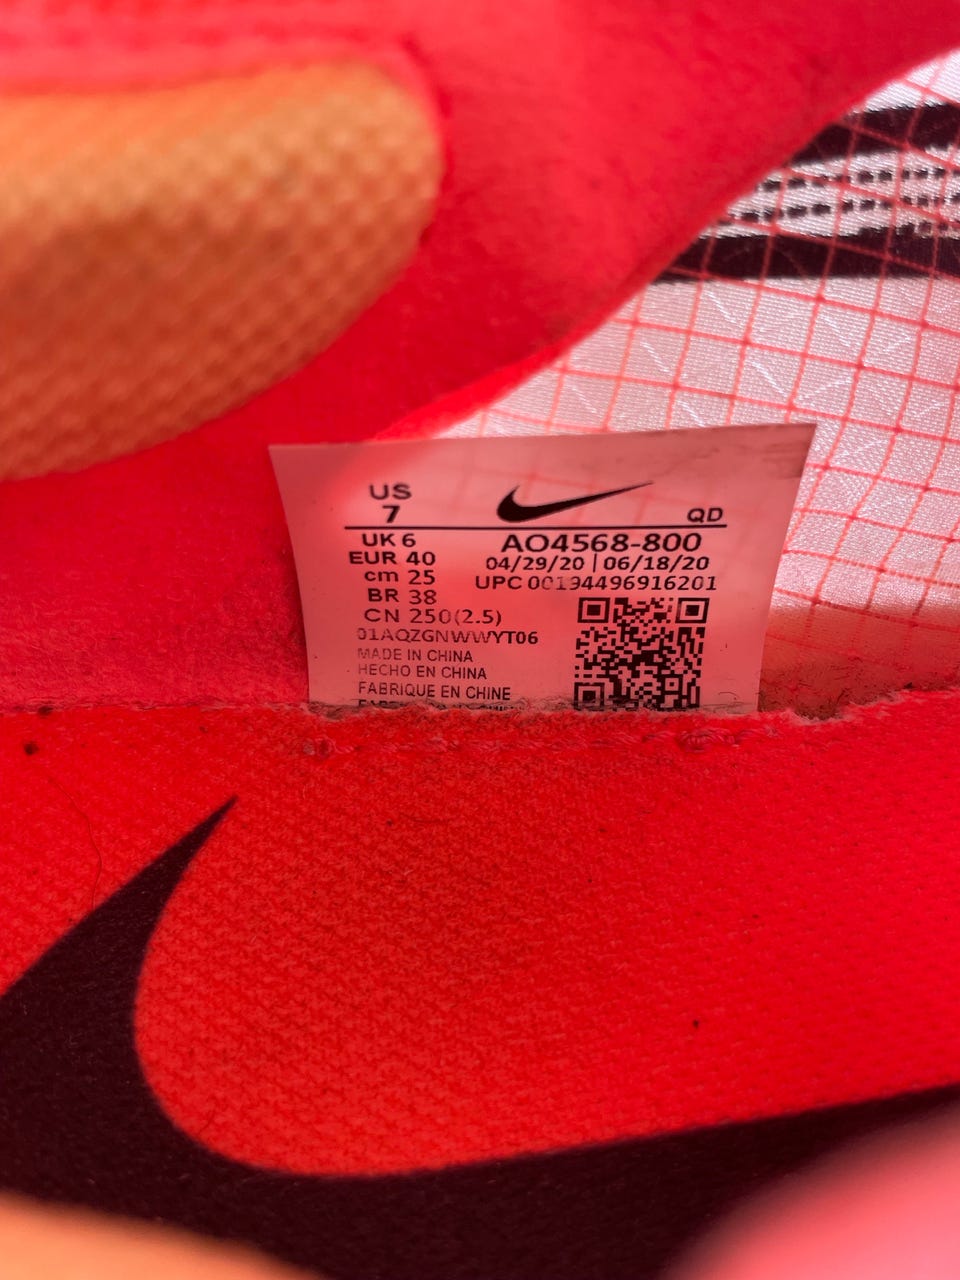 US
7
QD
UK 6
AO4568-800
EUR 40
04/29/20 | 06/18/20
cm 25
UPC 00194496916201
BR 38
CN 250(2.5)
01AQZGNWWYT06
MADE IN CHINA
HECHO EN CHINA
FABRIQUE EN CHINE